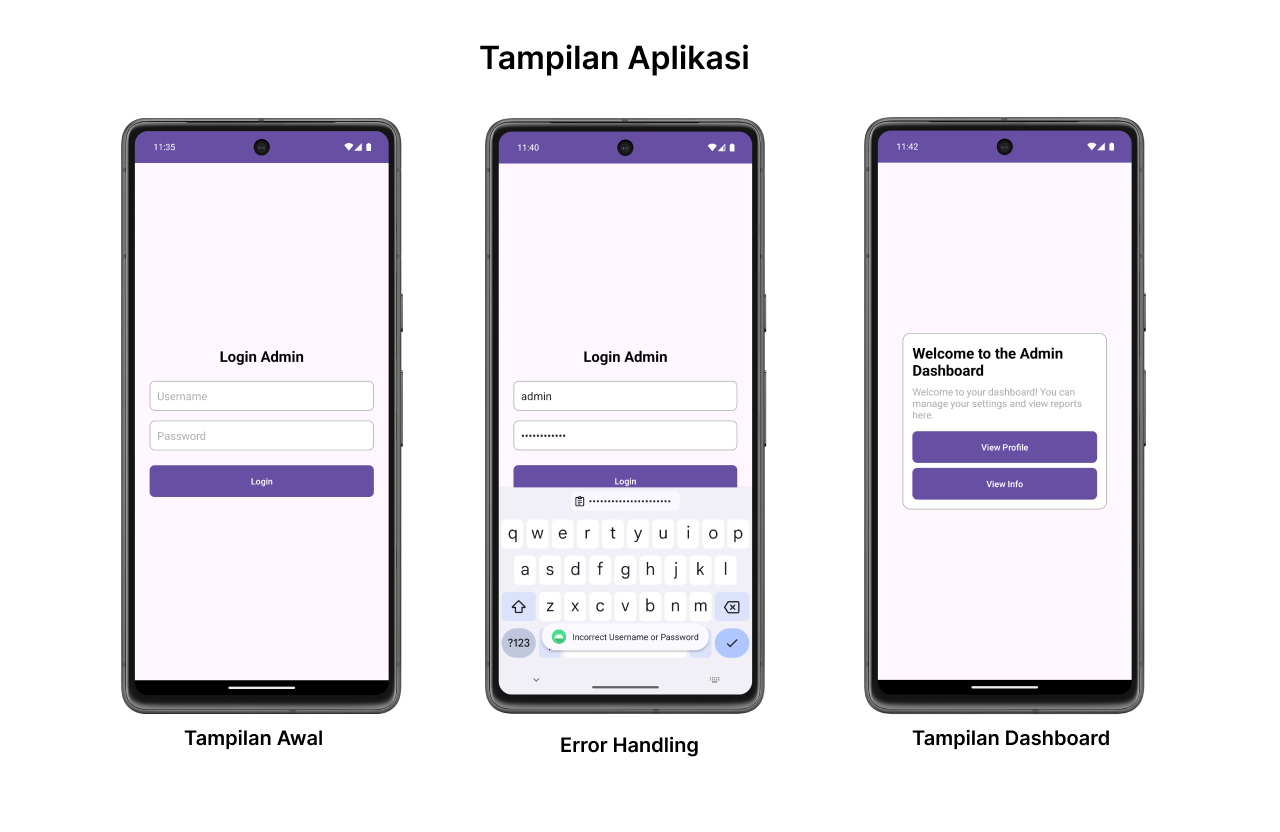 Tampilan Aplikasi
11:35
Login Admin
Username
Password
Login
Tampilan Awal
11:40
Login Admin
admin
••••••••••••
Login
••••••••••••••••••••••
q w e r t y u i o p
a s d f g h j k l
z x c v b n m
?123
Incorrect Username or Password
Error Handling
11:42
Welcome to the Admin
Dashboard
Welcome to your dashboard! You can
manage your settings and view reports
here.
View Profile
View Info
Tampilan Dashboard